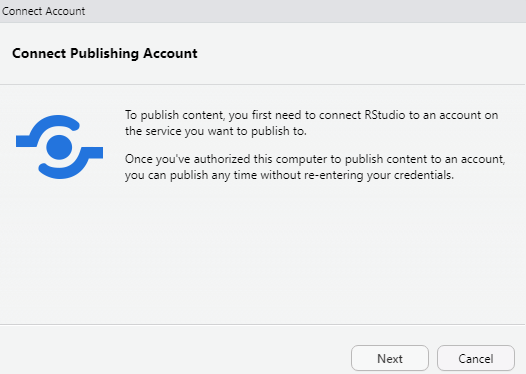 Connect Account
Connect Publishing Account
To publish content, you first need to connect RStudio to an account on
the service you want to publish to.
Once you've authorized this computer to publish content to an account,
you can publish any time without re-entering your credentials.
Next
Cancel